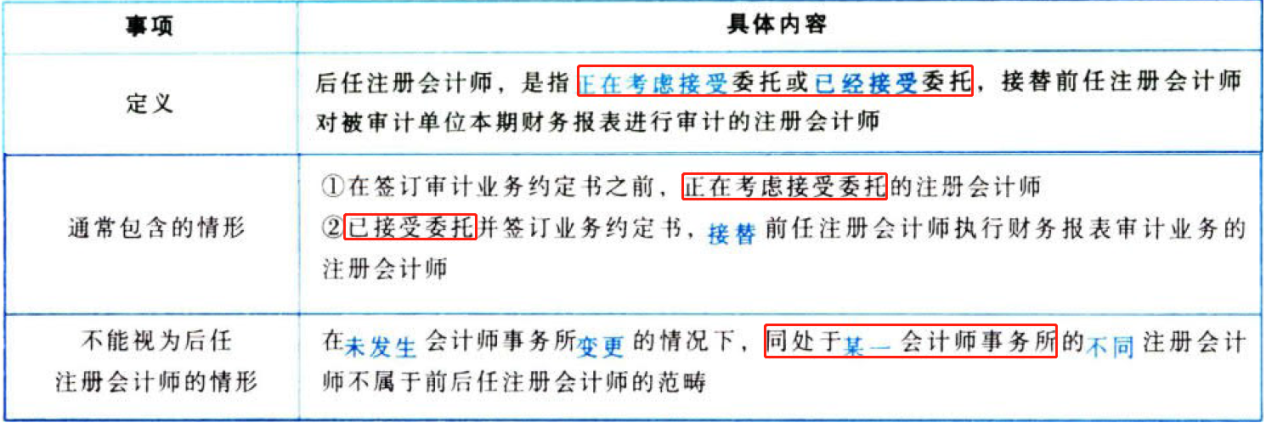 事项
具体内容
定义
后任注册会计师，是指正在考虑接受委托或已经接受委托，接替前任注册会计师
对被审计单位本期财务报表进行审计的注册会计师
通常包含的情形
①在签订审计业务约定书之前，正在考虑接受委托的注册会计师
②已接受委托并签订业务约定书，接替前任注册会计师执行财务报表审计业务的
注册会计师
不能视为后任
注册会计师的情形
在未发生会计师事务所变更的情况下，同处于某一会计师事务所的不同注册会计
师不属于前后任注册会计师的范畴